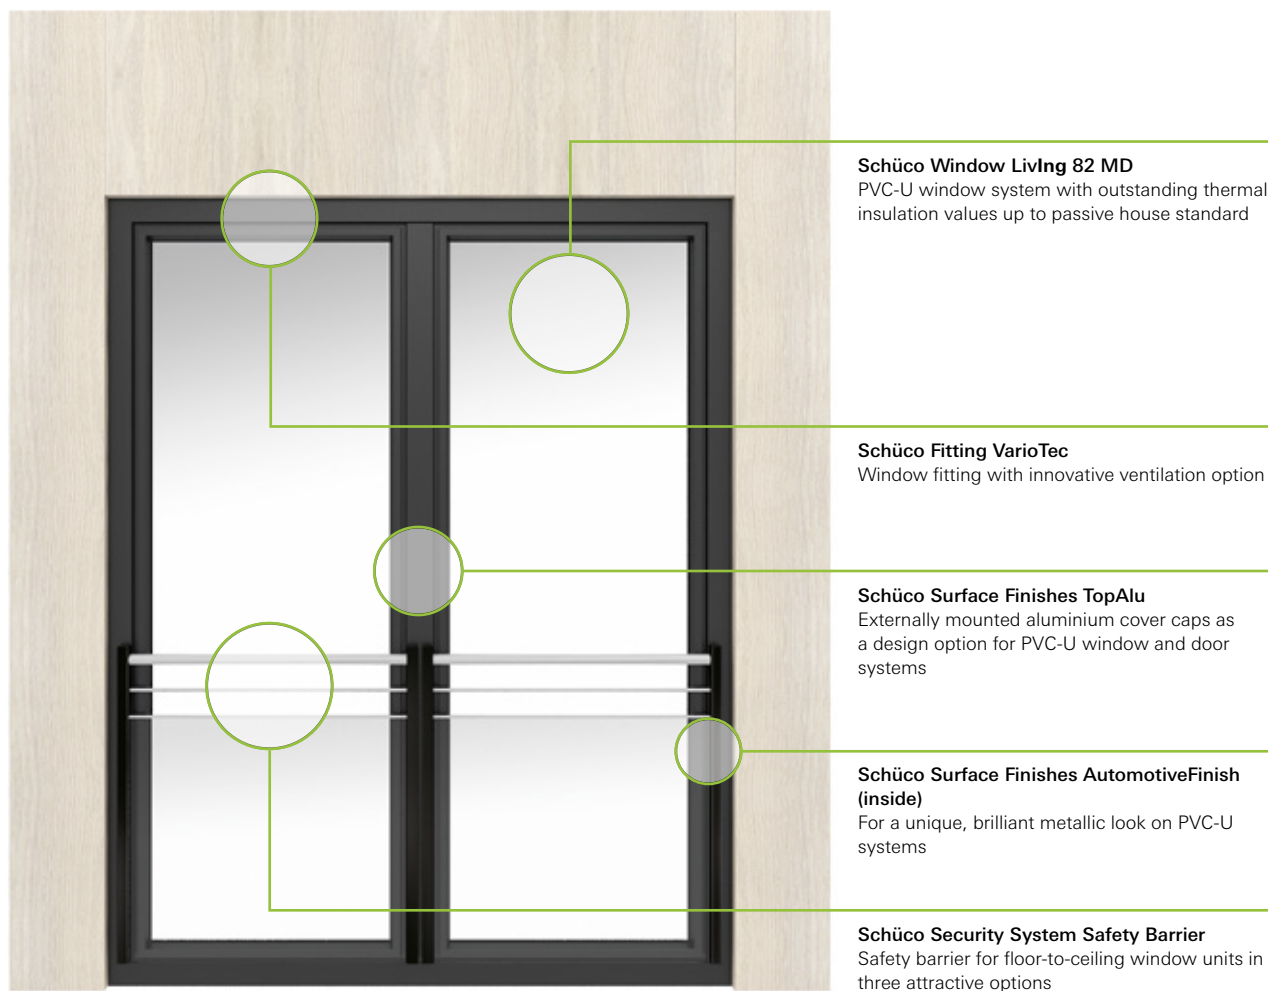 Schüco Window LivIng 82 MD
PVC-U window system with outstanding thermal
insulation values up to passive house standard
Schüco Fitting VarioTec
Window fitting with innovative ventilation option
Schüco Surface Finishes TopAlu
Externally mounted aluminium cover caps as
a design option for PVC-U window and door
systems
Schüco Surface Finishes AutomotiveFinish
(inside)
For a unique, brilliant metallic look on PVC-U
systems
Schüco Security System Safety Barrier
Safety barrier for floor-to-ceiling window units in
three attractive options